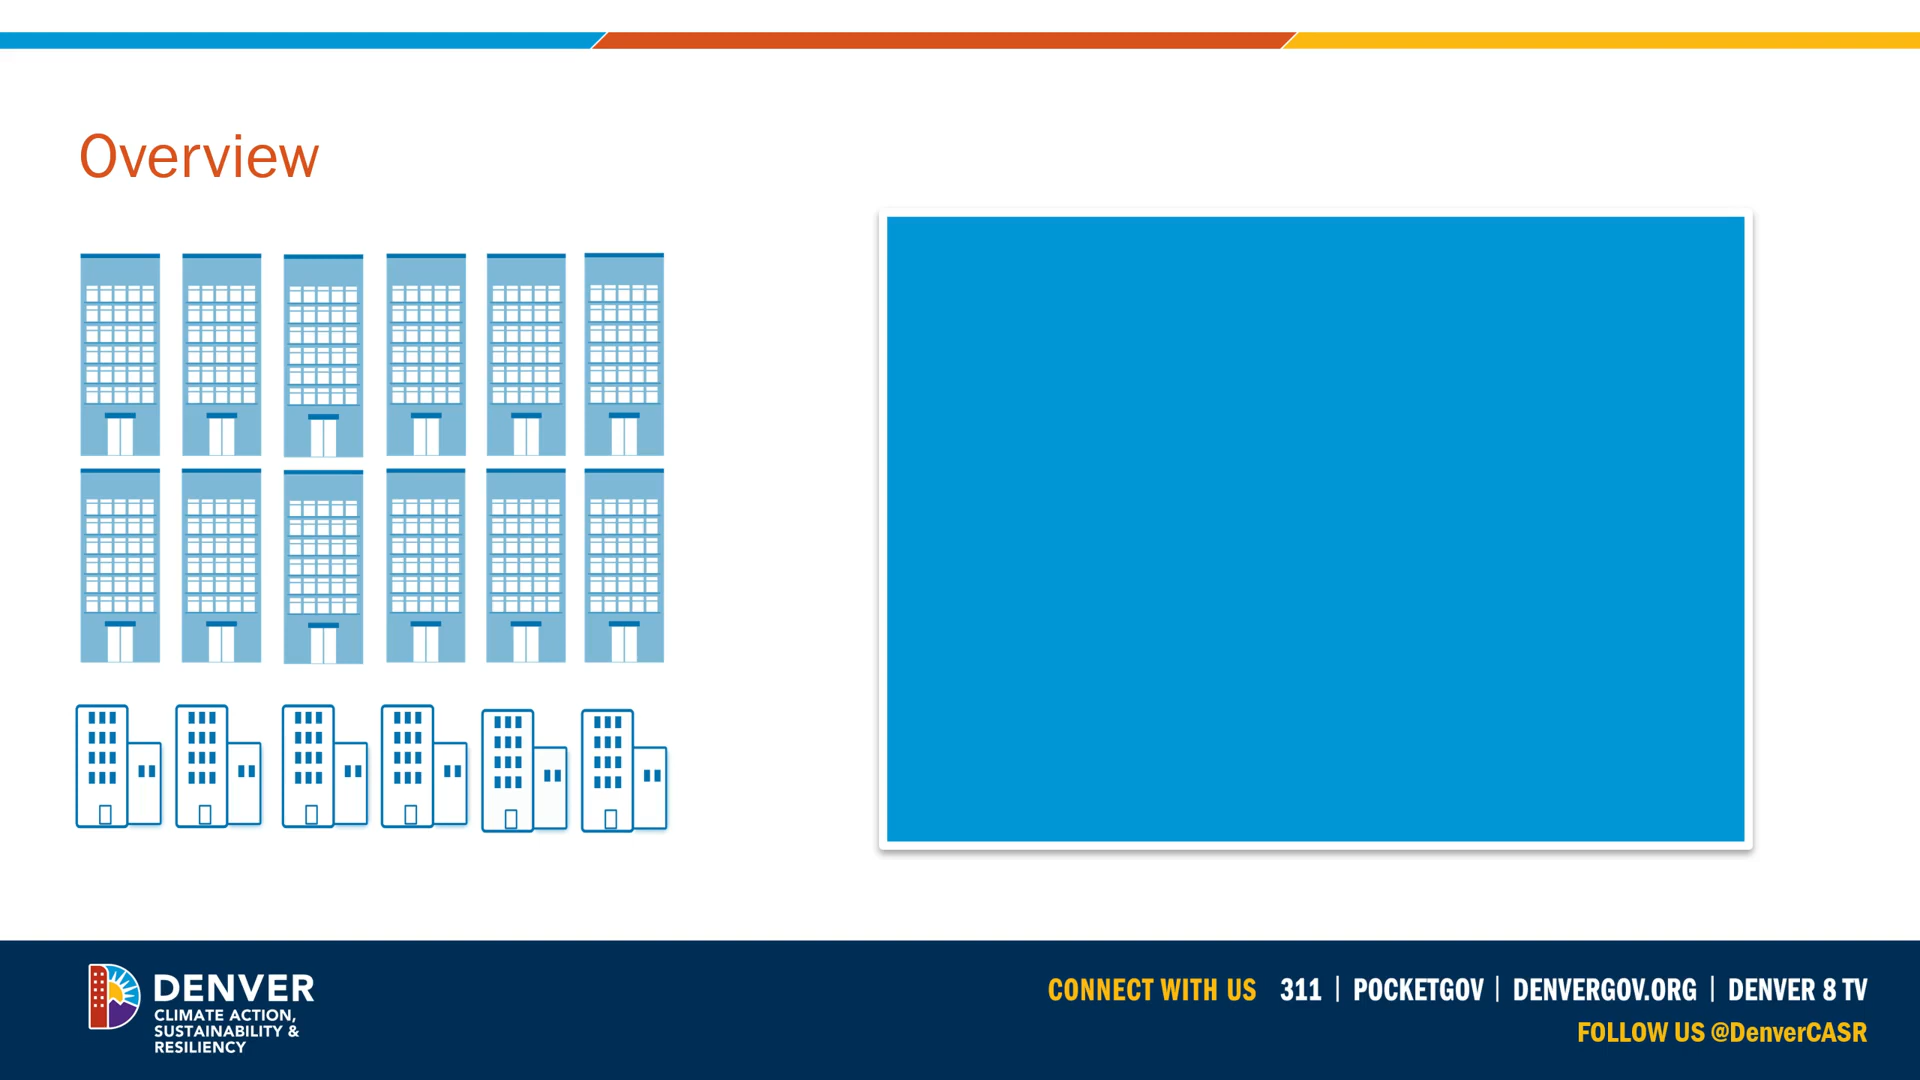 Overview
DENVER
CLIMATE ACTION,
SUSTAINABILITY &
RESILIENCY
CONNECT WITH US 311 | POCKETGOV | DENVERGOV.ORG | DENVER 8 TV
FOLLOW US @DenverCASR